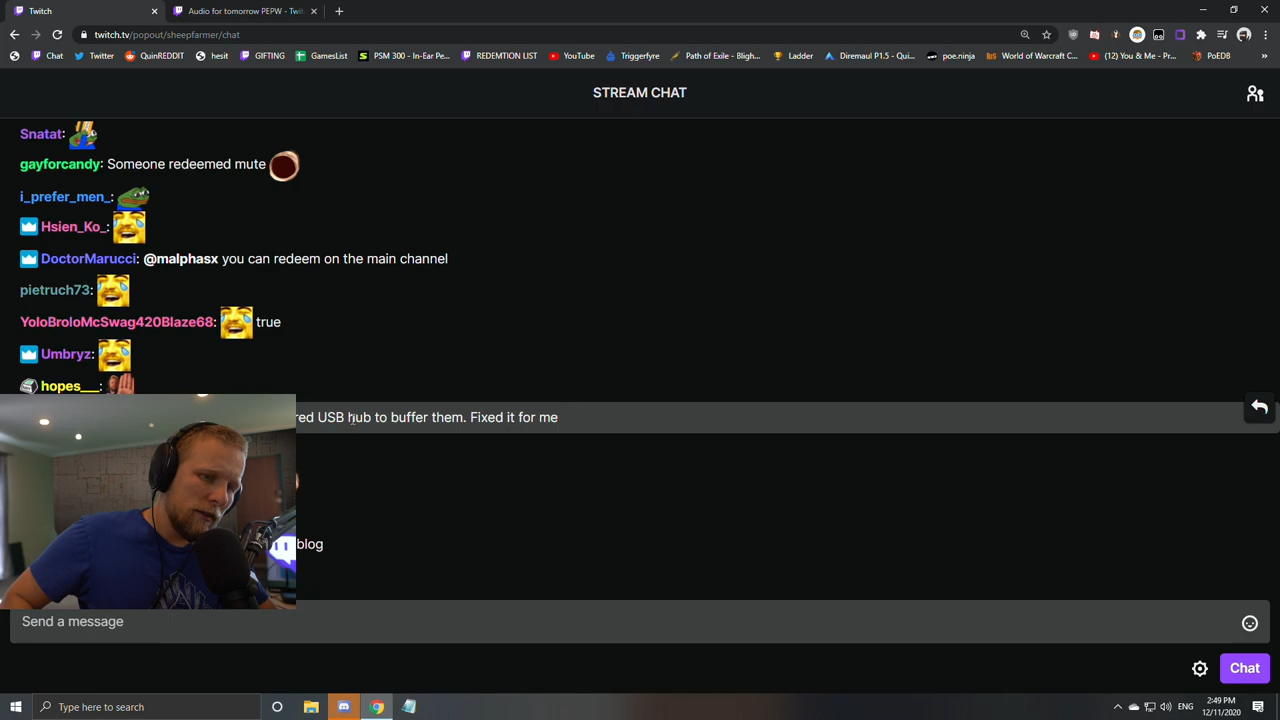 Twitch
Audio for tomorrow PEPW - Twit
twitch.tv/popout/sheepfarmer/chat
Chat
Twitter
QuinREDDIT
hesit
GIFTING
GamesList
PSM 300 - In-Ear Pe...
REDEMTION LIST
YouTube
Triggerfyre
Path of Exile - Bligh...
Ladder
Diremaul P1.5 - Qui...
poe.ninja
World of Warcraft C...
(12) You & Me - Pr...
PoEDB
STREAM CHAT
Snatat:
gayforcandy: Someone redeemed mute
i_prefer_men_:
Hsien_Ko_:
DoctorMarucci: @malphasx you can redeem on the main channel
pietruch73:
YoloBroloMcSwag420Blaze68: true
Umbryz:
hopes___:
red USB hub to buffer them. Fixed it for me
blog
Send a message
Chat
Type here to search
ENG
2:49 PM
12/11/2020